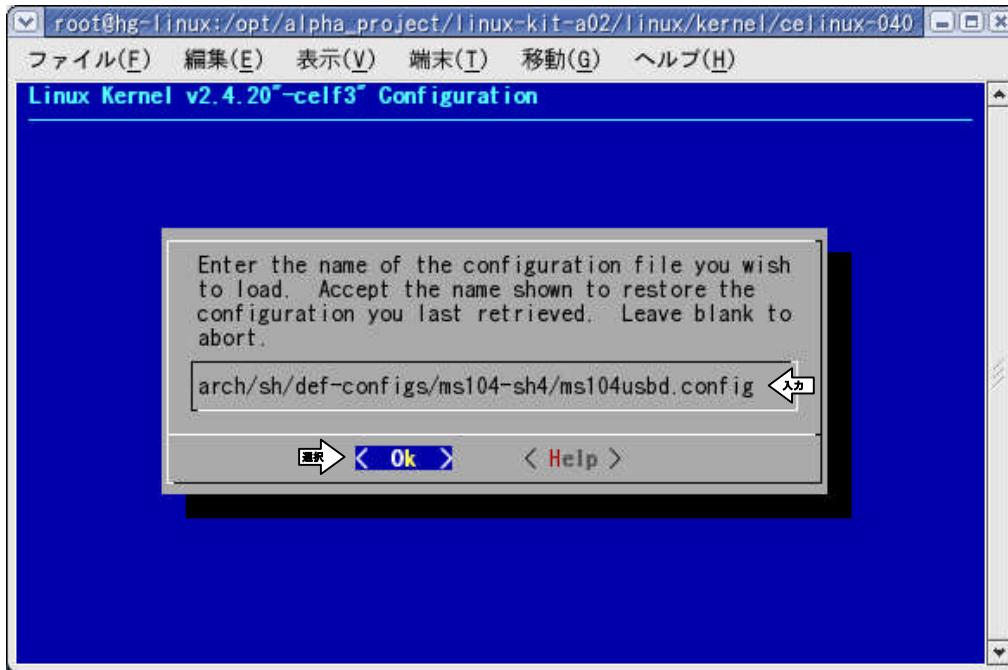 root@hg-linux:/opt/alpha_project/linux-kit-a02/linux/kernel/celinux-040
ファイル(F) 編集(E) 表示(V) 端末(T) 移動(G) ヘルプ(H)
Linux Kernel v2.4.20"-celf3" Configuration
Enter the name of the configuration file you wish
to load. Accept the name shown to restore the
configuration you last retrieved. Leave blank to
abort.
arch/sh/def-configs/ms104-sh4/ms104usbd.config 入力
選択 < Ok > < Help >